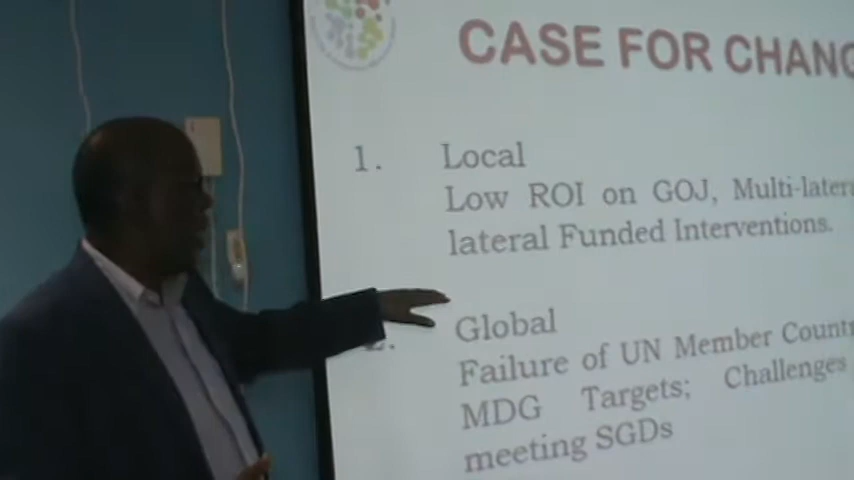 CASE FOR CHANG
1. Local
Low ROI on GOJ, Multi-latera
lateral Funded Interventions.
2. Global
Failure of UN Member Countr
MDG Targets; Challenges
meeting SGDs